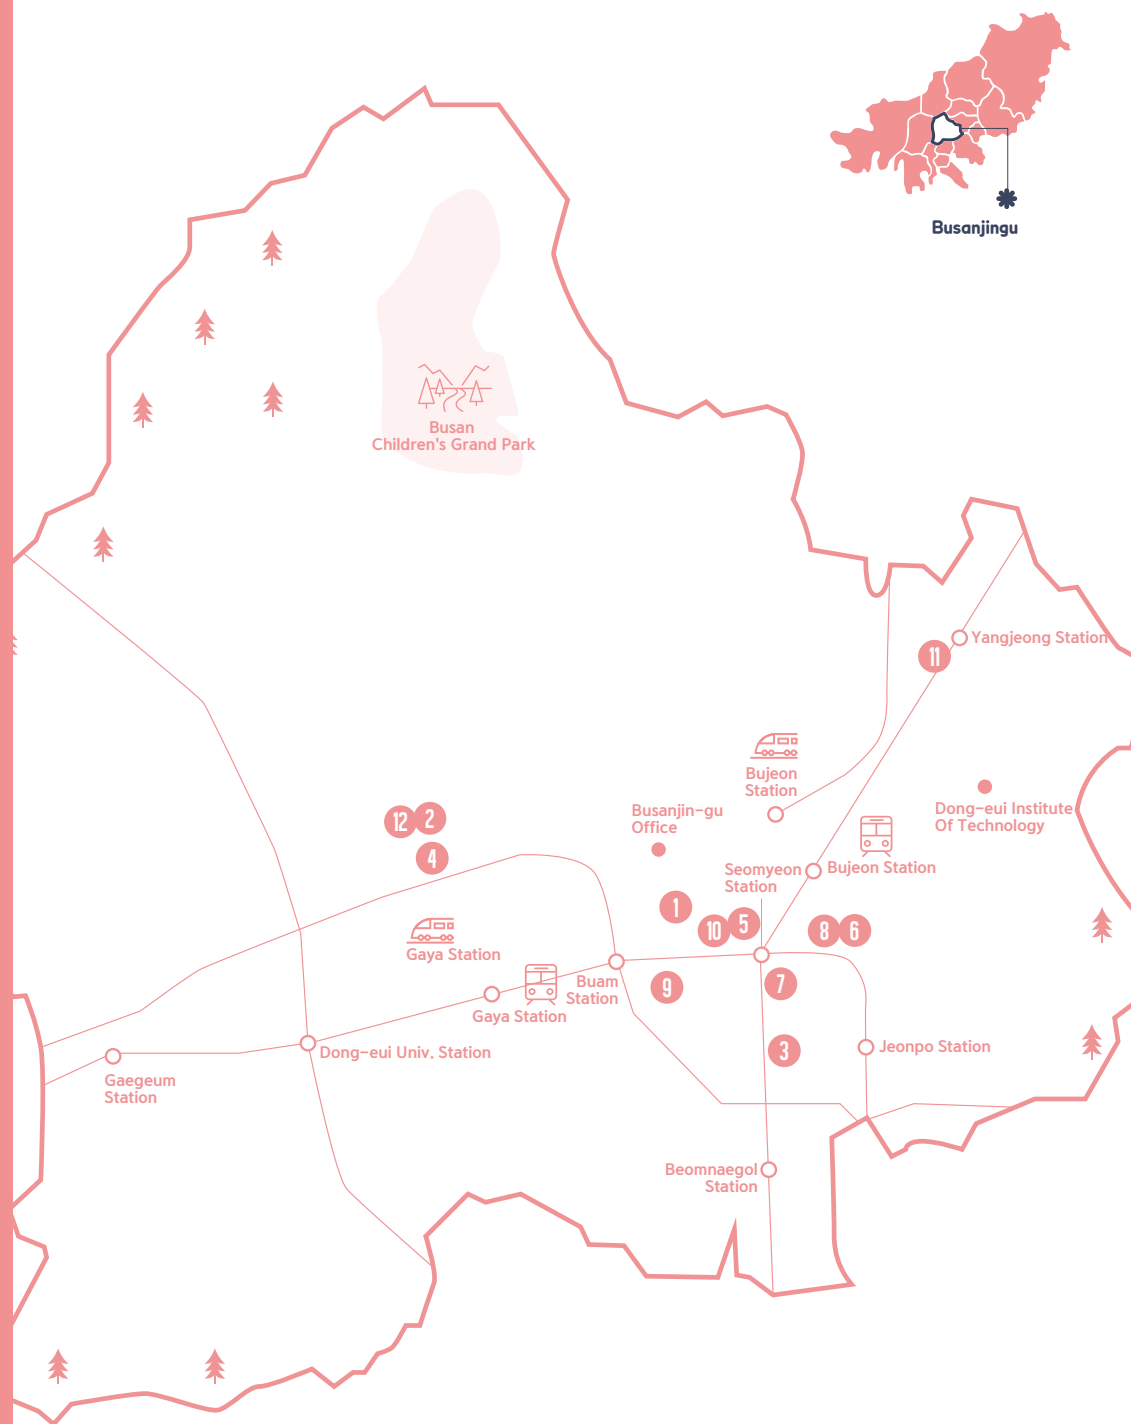 Busanjingu
Busan
Children's Grand Park
Yangjeong Station
11
Bujeon
Station
Dong-eui Institute
Of Technology
Busanjin-gu
Office
12
2
4
Seomyeon
Station
Bujeon Station
1
10
5
8
6
Gaya Station
Buam
Station
9
7
Gaya Station
Dong-eui Univ. Station
3
Jeonpo Station
Gaegeum
Station
Beomnaegol
Station